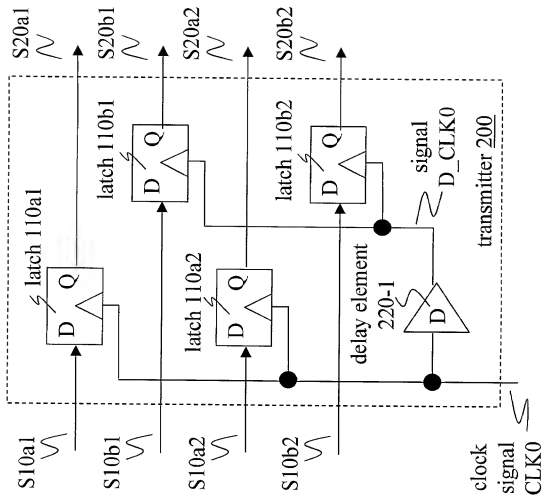 S20a1
S20b1
S20a2
S20b2
latch 110a1
D Q
latch 110b1
D Q
latch 110a2
D Q
latch 110b2
D Q
delay element
220-1
D
signal
D_CLK0
transmitter 200
S10a1
S10b1
S10a2
S10b2
clock
signal
CLK0